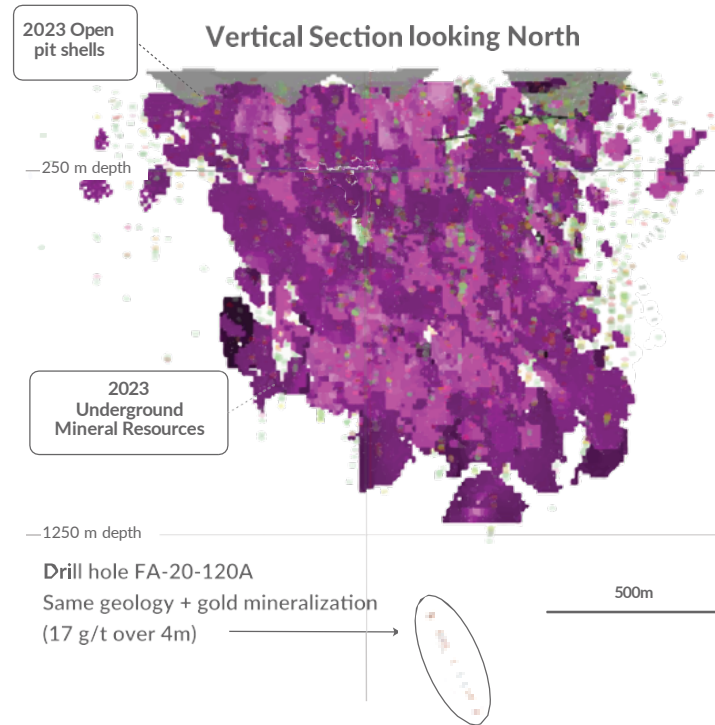 2023 Open
pit shells
Vertical Section looking North
250 m depth
2023
Underground
Mineral Resources
1250 m depth
Drill hole FA-20-120A
Same geology + gold mineralization
(17 g/t over 4m)
500m